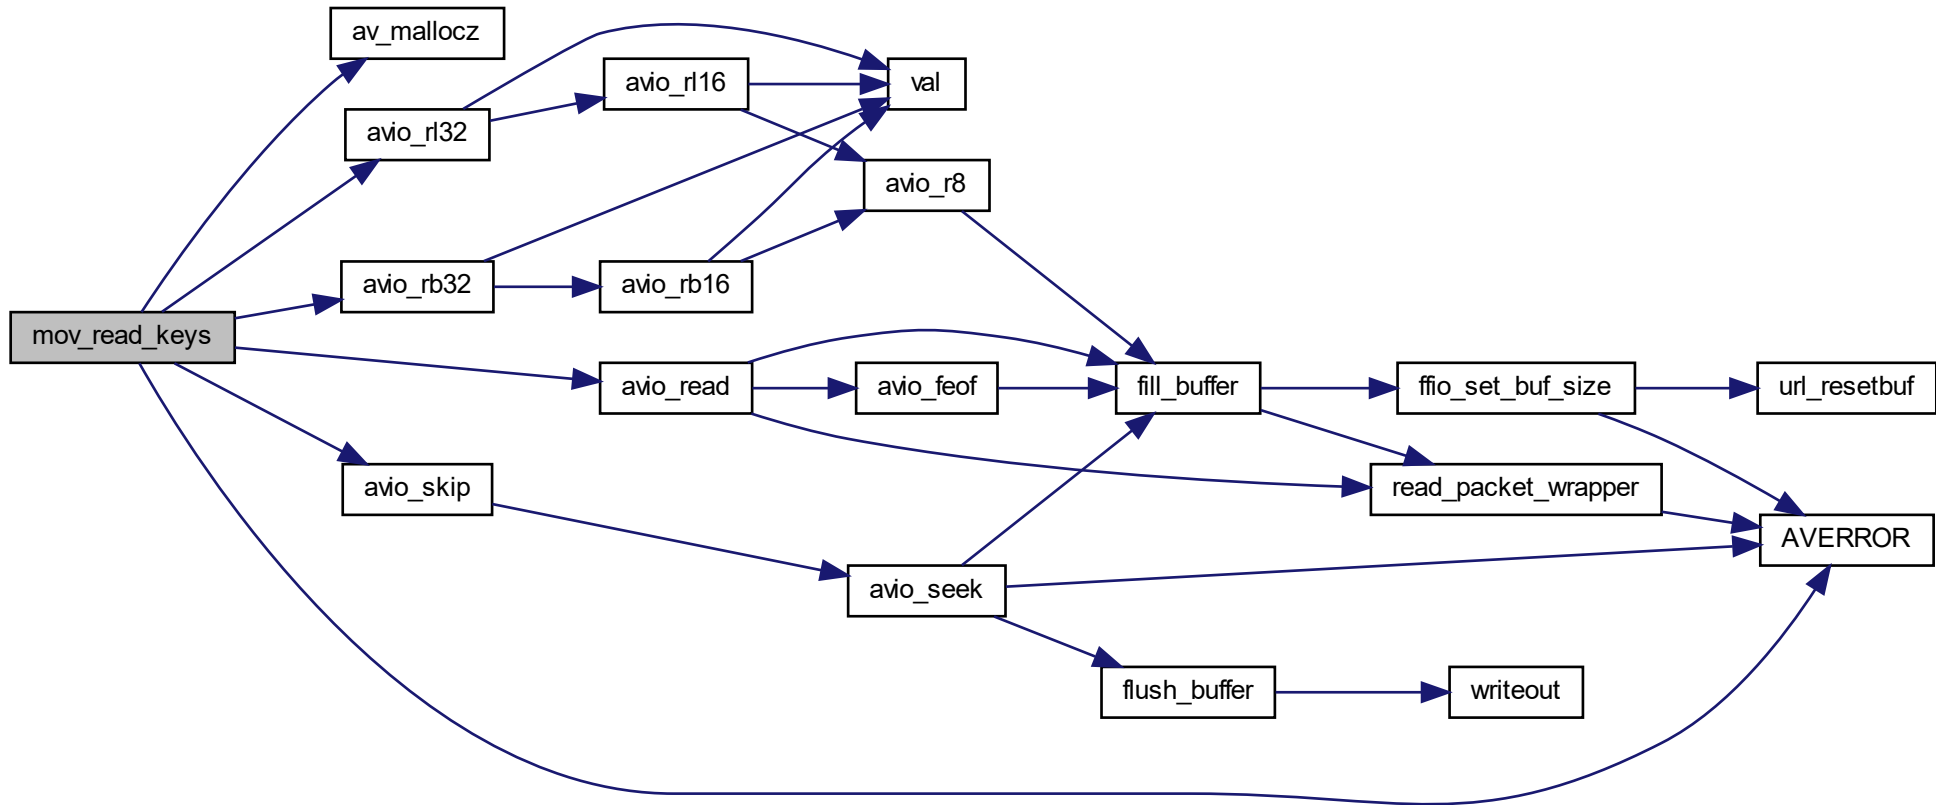 av_mallocz
avio_rl16
val
avio_rl32
avio_r8
avio_rb32
avio_rb16
mov_read_keys
avio_read
avio_feof
fill_buffer
ffio_set_buf_size
url_resetbuf
avio_skip
read_packet_wrapper
AVERROR
avio_seek
flush_buffer
writeout